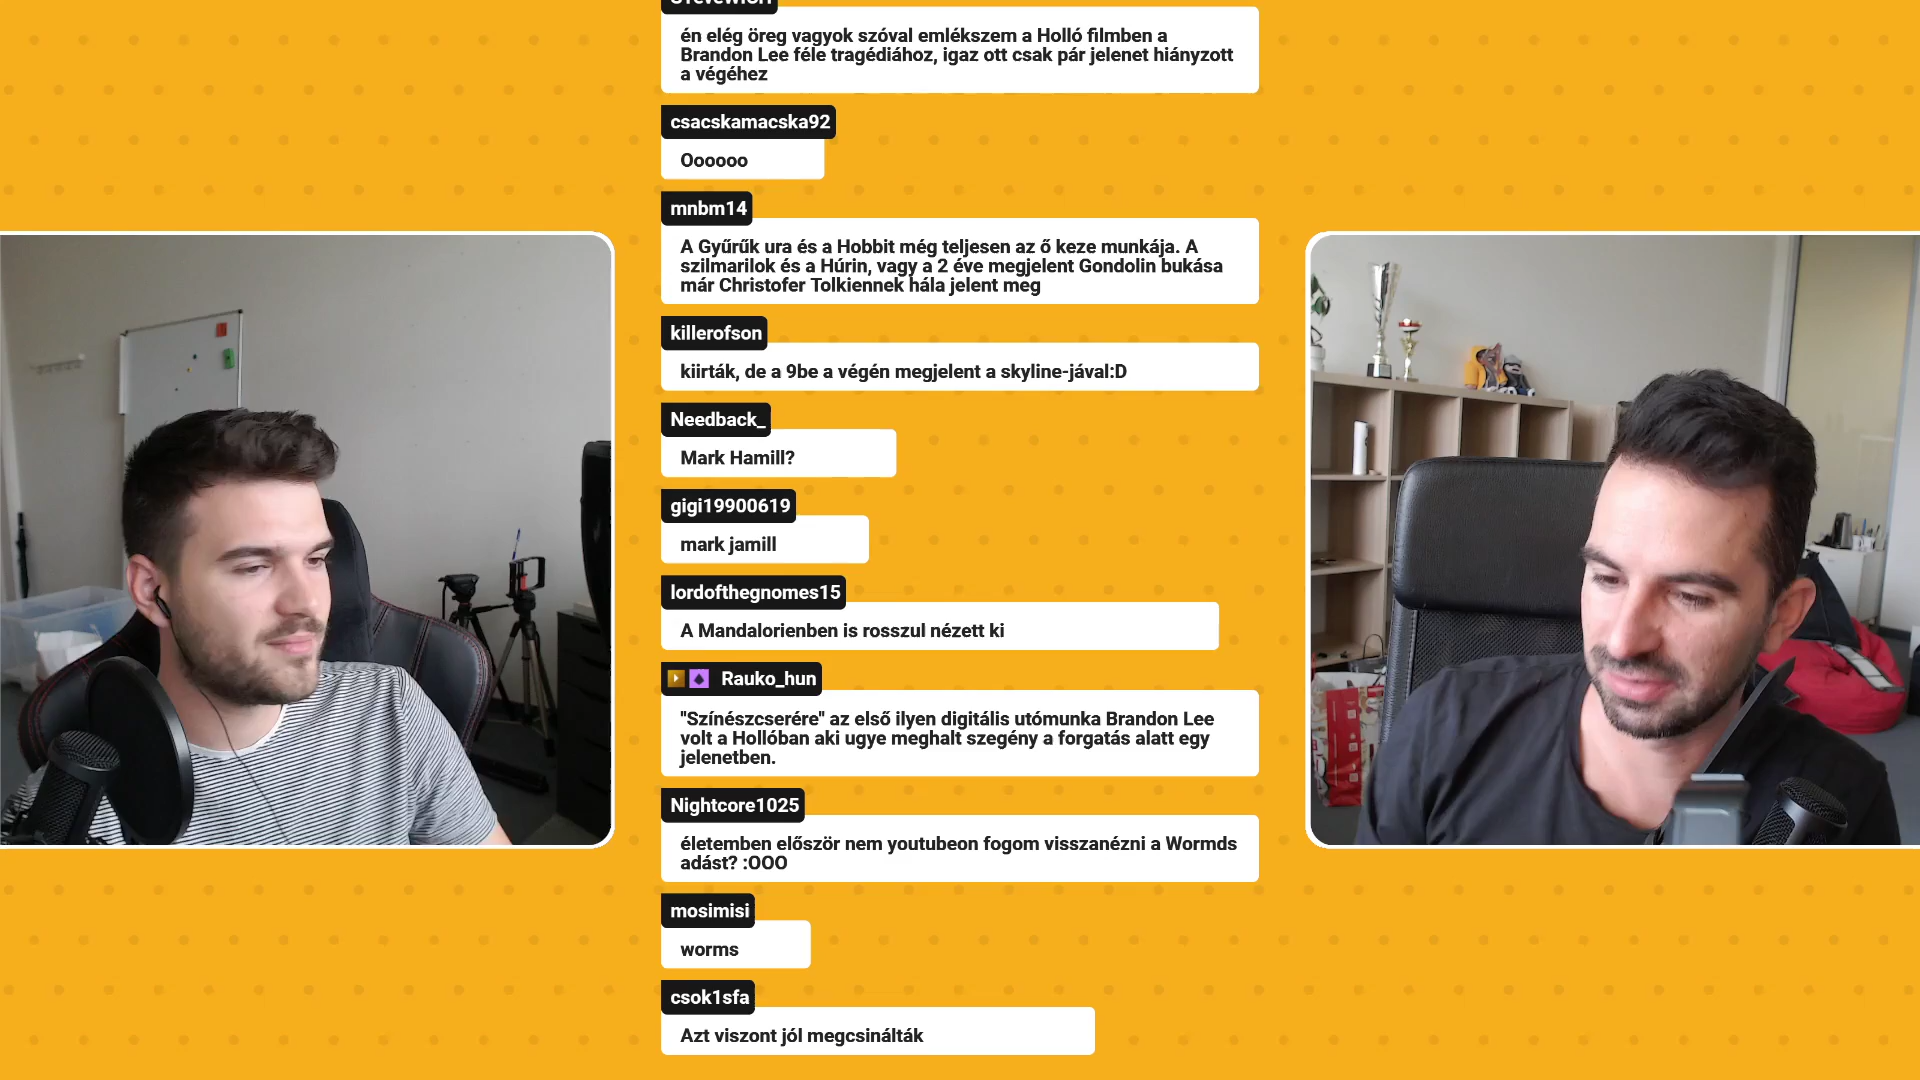 én elég öreg vagyok szóval emlékszem a Holló filmben a
Brandon Lee féle tragédiához, igaz ott csak pár jelenet hiányzott
a végéhez
csacskamacska92
Oooooo
mnbm14
A Gyűrűk ura és a Hobbit még teljesen az ő keze munkája. A
szilmarilok és a Húrin, vagy a 2 éve megjelent Gondolin bukása
már Christofer Tolkiennek hála jelent meg
killerofson
kiirták, de a 9be a végén megjelent a skyline-jával:D
Needback_
Mark Hamill?
gigi19900619
mark jamill
lordofthegnomes15
A Mandalorienben is rosszul nézett ki
Rauko_hun
"Színészcserére" az első ilyen digitális utómunka Brandon Lee
volt a Hollóban aki ugye meghalt szegény a forgatás alatt egy
jelenetben.
Nightcore1025
életemben először nem youtubeon fogom visszanézni a Wormds
adást? :OOO
mosimisi
worms
csok1sfa
Azt viszont jól megcsinálták